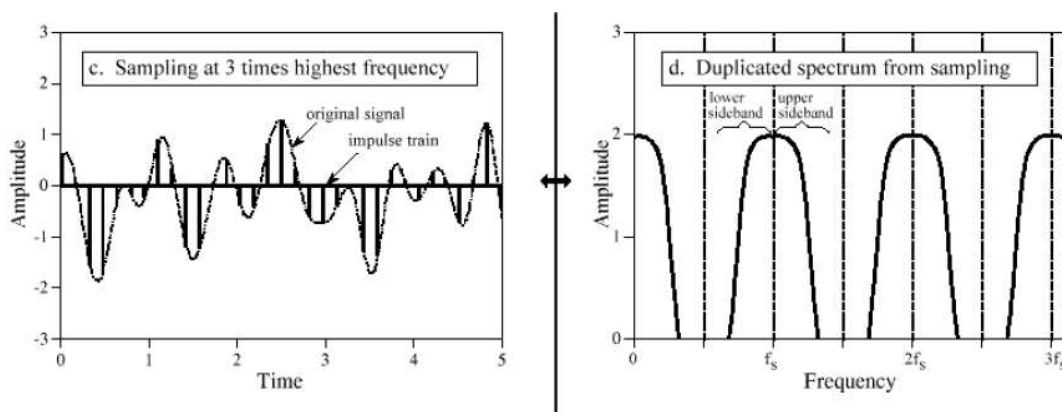 c. Sampling at 3 times highest frequency
original signal
impulse train
Amplitude
3
2
1
0
-1
-2
-3
0 1 2 3 4 5
Time
d. Duplicated spectrum from sampling
lower
sideband
upper
sideband
Amplitude
3
2
1
0
0 fs 2fs 3fs
Frequency